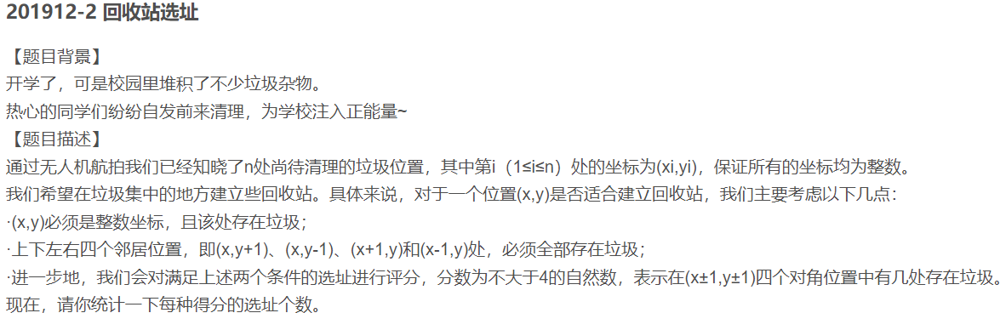 201912-2 回收站选址
【题目背景】
开学了，可是校园里堆积了不少垃圾杂物。
热心的同学们纷纷自发前来清理，为学校注入正能量~
【题目描述】
通过无人机航拍我们已经知晓了n处尚待清理的垃圾位置，其中第i（1≤i≤n）处的坐标为(xi,yi)，保证所有的坐标均为整数。
我们希望在垃圾集中的地方建立些回收站。具体来说，对于一个位置(x,y)是否适合建立回收站，我们主要考虑以下几点：
·(x,y)必须是整数坐标，且该处存在垃圾；
·上下左右四个邻居位置，即(x,y+1)、(x,y-1)、(x+1,y)和(x-1,y)处，必须全部存在垃圾；
·进一步地，我们会对满足上述两个条件的选址进行评分，分数为不大于4的自然数，表示在(x±1,y±1)四个对角位置中有几处存在垃圾。
现在，请你统计一下每种得分的选址个数。